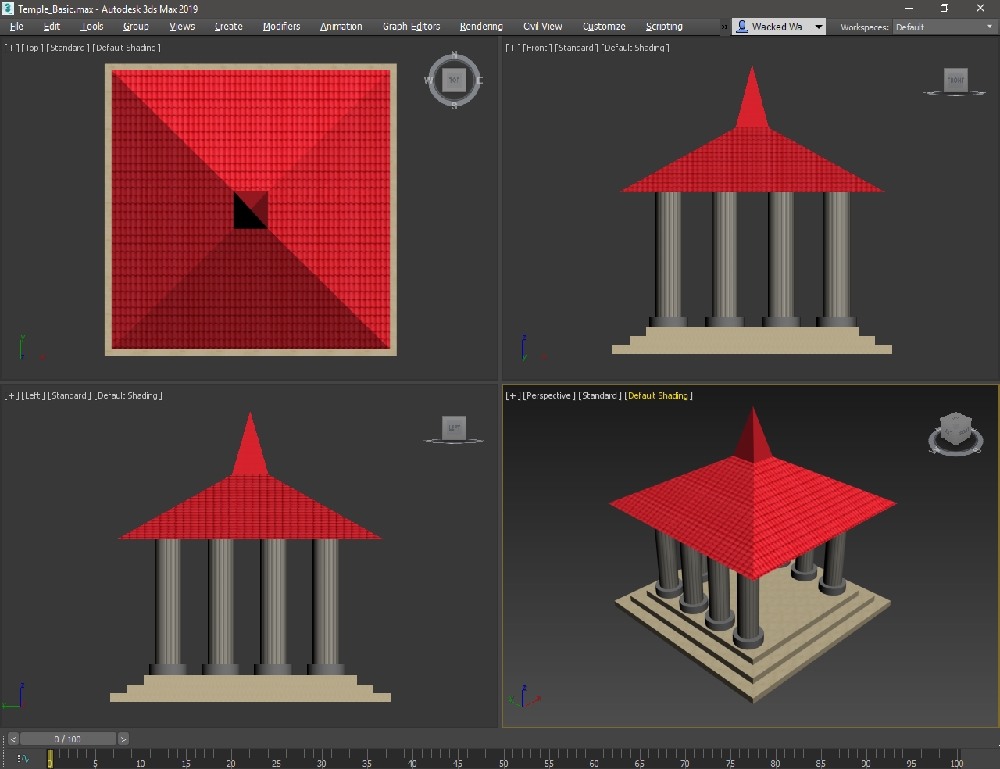 Temple_Basic.max - Autodesk 3ds Max 2019
File Edit Tools Group Views Create Modifiers Animation Graph Editors Rendering Civil View Customize Scripting » Wacked Wa Workspaces: Default
[+] [Top] [Standard] [Default Shading]
N
W TOP E
S
[+] [Front] [Standard] [Default Shading]
FRONT
y
x
z
y x
[+] [Left] [Standard] [Default Shading]
LEFT
z
[+] [Perspective] [Standard] [Default Shading]
z
< 0 / 100 >
0 5 10 15 20 25 30 35 40 45 50 55 60 65 70 75 80 85 90 95 100